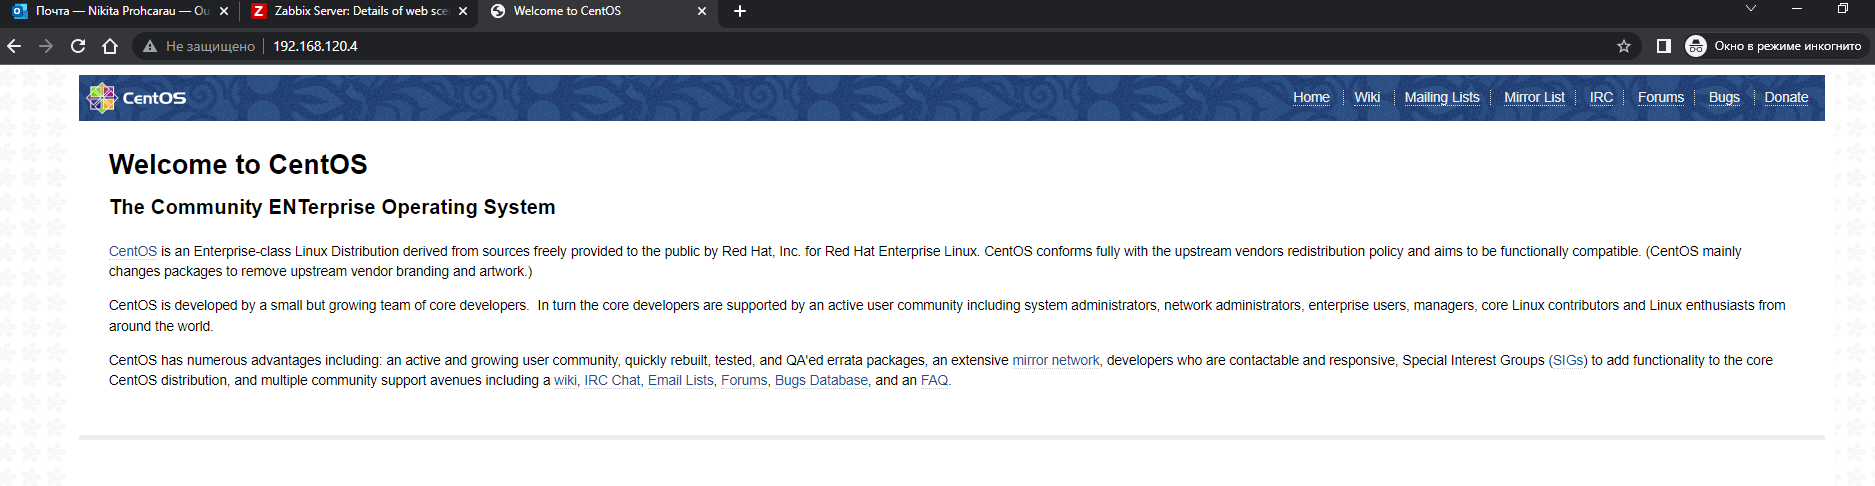 Почта — Nikita Prohcarau — Ou
Zabbix Server: Details of web sce
Welcome to CentOS
Не защищено
192.168.120.4
Окно в режиме инкогнито
CentOS
Home
Wiki
Mailing Lists
Mirror List
IRC
Forums
Bugs
Donate
Welcome to CentOS
The Community ENTerprise Operating System
CentOS is an Enterprise-class Linux Distribution derived from sources freely provided to the public by Red Hat, Inc. for Red Hat Enterprise Linux. CentOS conforms fully with the upstream vendors redistribution policy and aims to be functionally compatible. (CentOS mainly
changes packages to remove upstream vendor branding and artwork.)
CentOS is developed by a small but growing team of core developers.  In turn the core developers are supported by an active user community including system administrators, network administrators, enterprise users, managers, core Linux contributors and Linux enthusiasts from
around the world.
CentOS has numerous advantages including: an active and growing user community, quickly rebuilt, tested, and QA'ed errata packages, an extensive mirror network, developers who are contactable and responsive, Special Interest Groups (SIGs) to add functionality to the core
CentOS distribution, and multiple community support avenues including a wiki, IRC Chat, Email Lists, Forums, Bugs Database, and an FAQ.